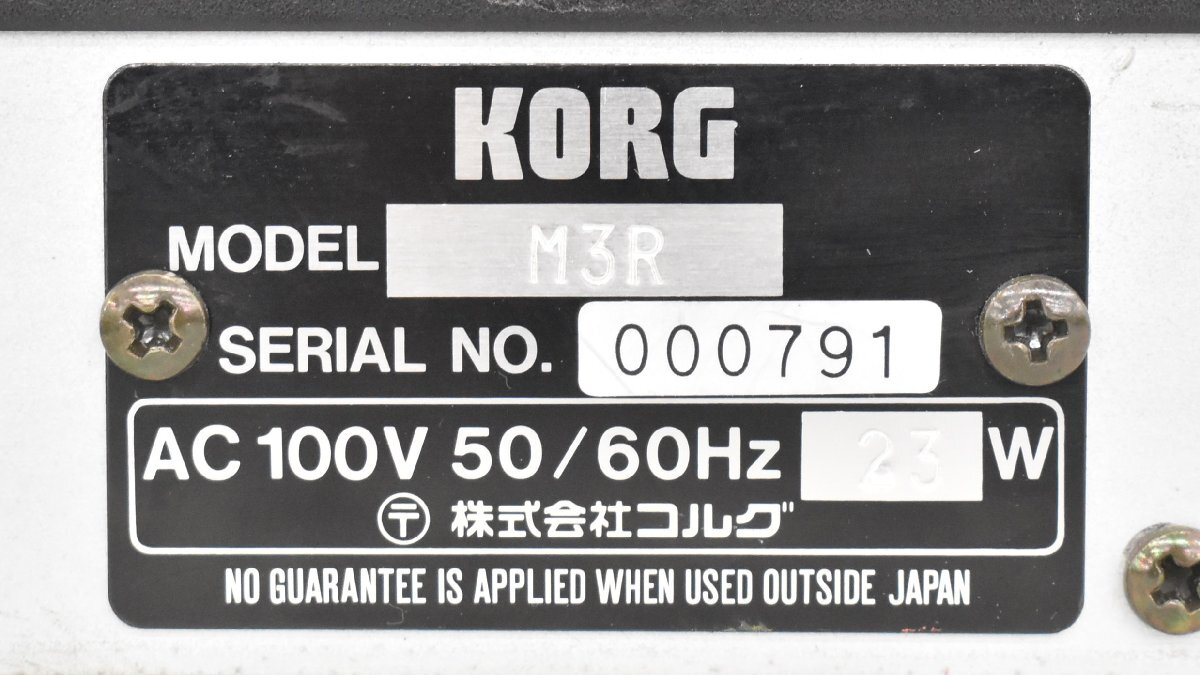 KORG
MODEL M3R
SERIAL NO. 000791
AC 100V 50/60Hz 23 W
〶 株式会社コルグ
NO GUARANTEE IS APPLIED WHEN USED OUTSIDE JAPAN